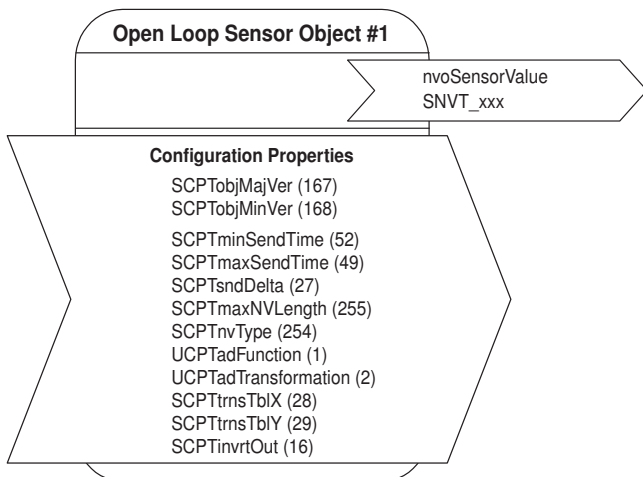 Open Loop Sensor Object #1
nvoSensorValue
SNVT_xxx
Configuration Properties
SCPTobjMajVer (167)
SCPTobjMinVer (168)
SCPTminSendTime (52)
SCPTmaxSendTime (49)
SCPTsndDelta (27)
SCPTmaxNVLength (255)
SCPTnvType (254)
UCPTadFunction (1)
UCPTadTransformation (2)
SCPTtrnsTblX (28)
SCPTtrnsTblY (29)
SCPTinvrtOut (16)